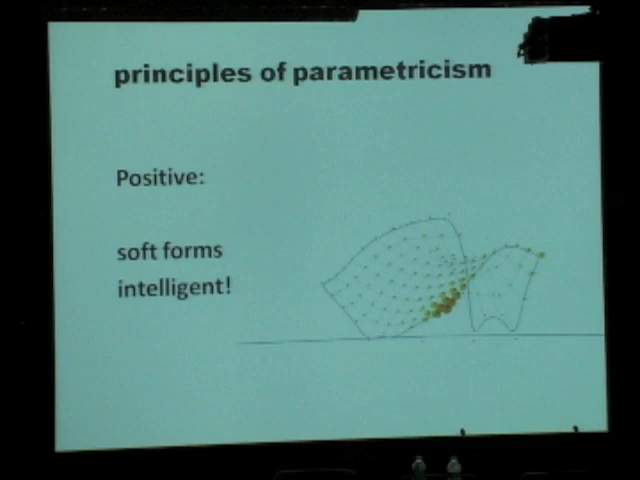 principles of parametricism
Positive:
soft forms
intelligent!